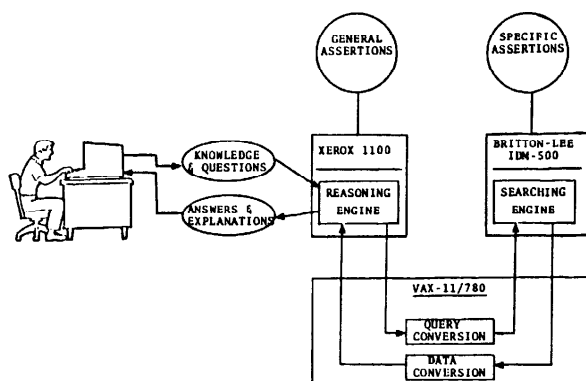 GENERAL
ASSERTIONS
SPECIFIC
ASSERTIONS
KNOWLEDGE
& QUESTIONS
ANSWERS &
EXPLANATIONS
XEROX 1100
REASONING
ENGINE
BRITTON-LEE
IDM-500
SEARCHING
ENGINE
VAX-11/780
QUERY
CONVERSION
DATA
CONVERSION